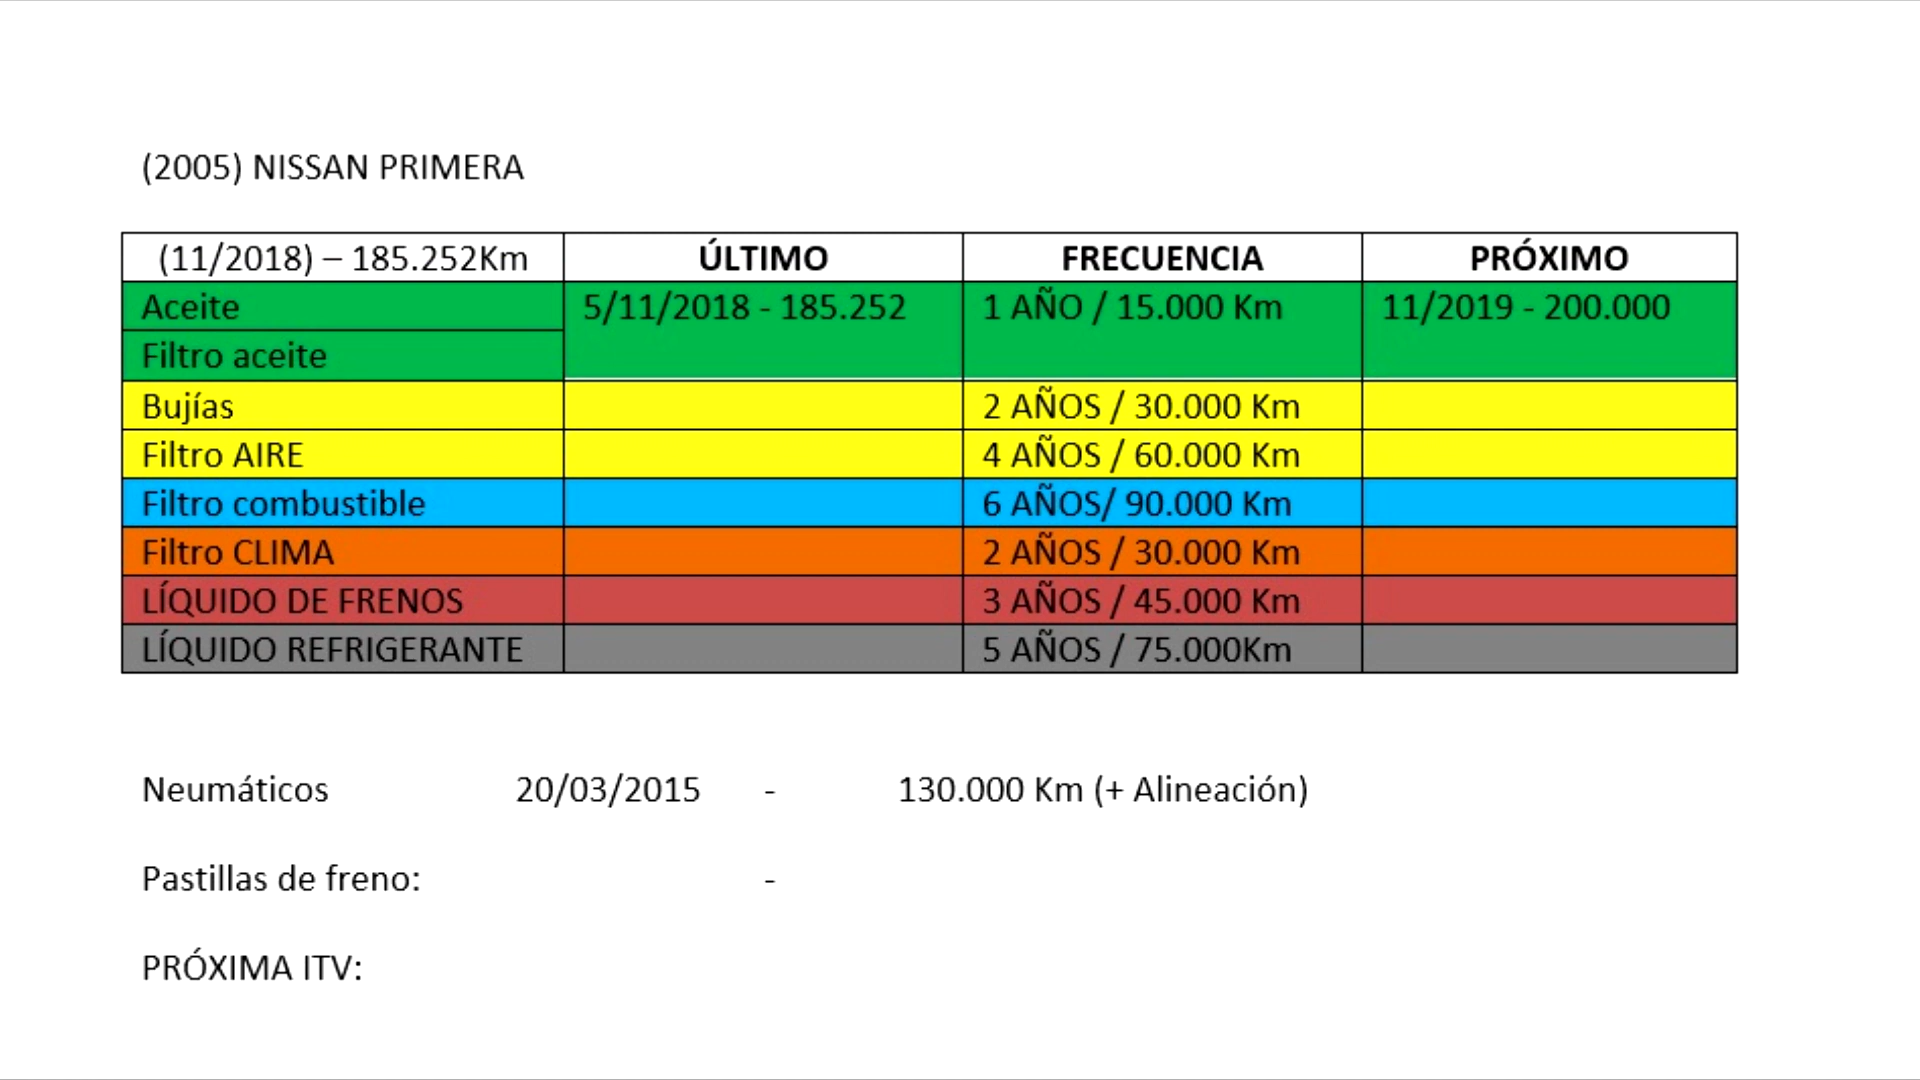 (2005) NISSAN PRIMERA
(11/2018) – 185.252Km ÚLTIMO FRECUENCIA PRÓXIMO
Aceite 5/11/2018 - 185.252 1 AÑO / 15.000 Km 11/2019 - 200.000
Filtro aceite
Bujías 2 AÑOS / 30.000 Km
Filtro AIRE 4 AÑOS / 60.000 Km
Filtro combustible 6 AÑOS/ 90.000 Km
Filtro CLIMA 2 AÑOS / 30.000 Km
LÍQUIDO DE FRENOS 3 AÑOS / 45.000 Km
LÍQUIDO REFRIGERANTE 5 AÑOS / 75.000Km
Neumáticos 20/03/2015 - 130.000 Km (+ Alineación)
Pastillas de freno: -
PRÓXIMA ITV: